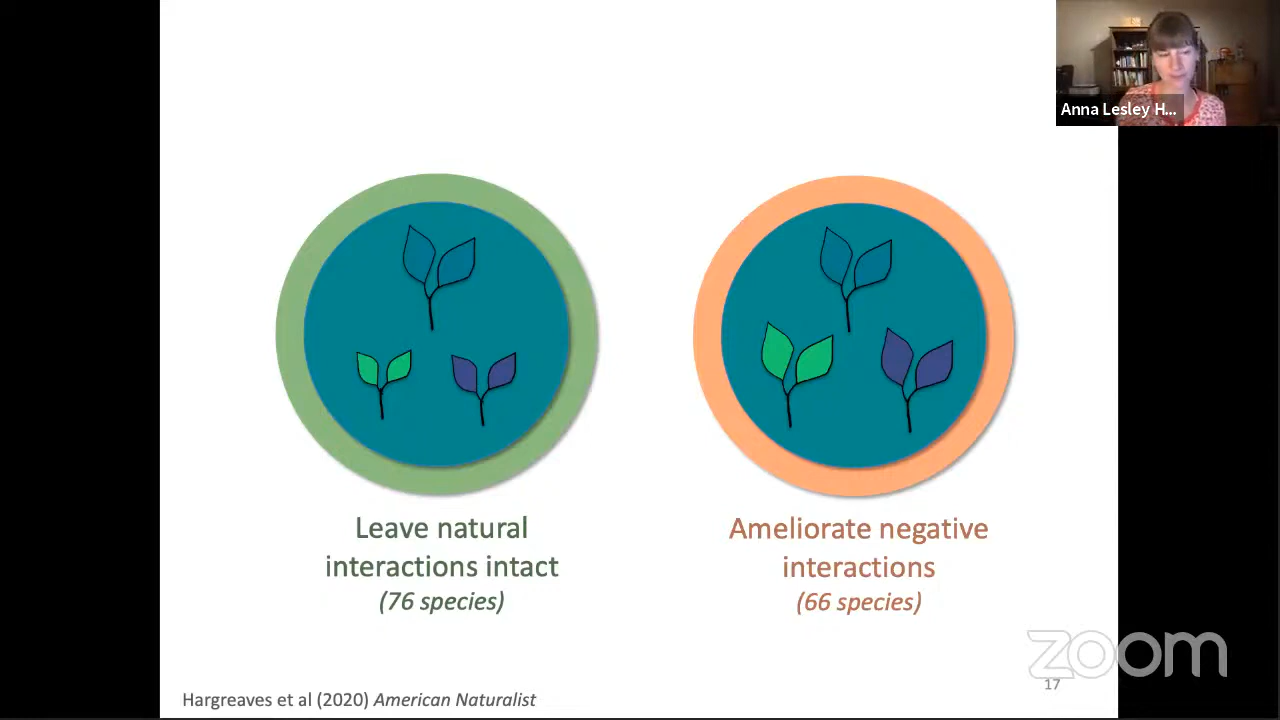 Anna Lesley H...
Leave natural
interactions intact
(76 species)
Ameliorate negative
interactions
(66 species)
zoom
17
Hargreaves et al (2020) American Naturalist